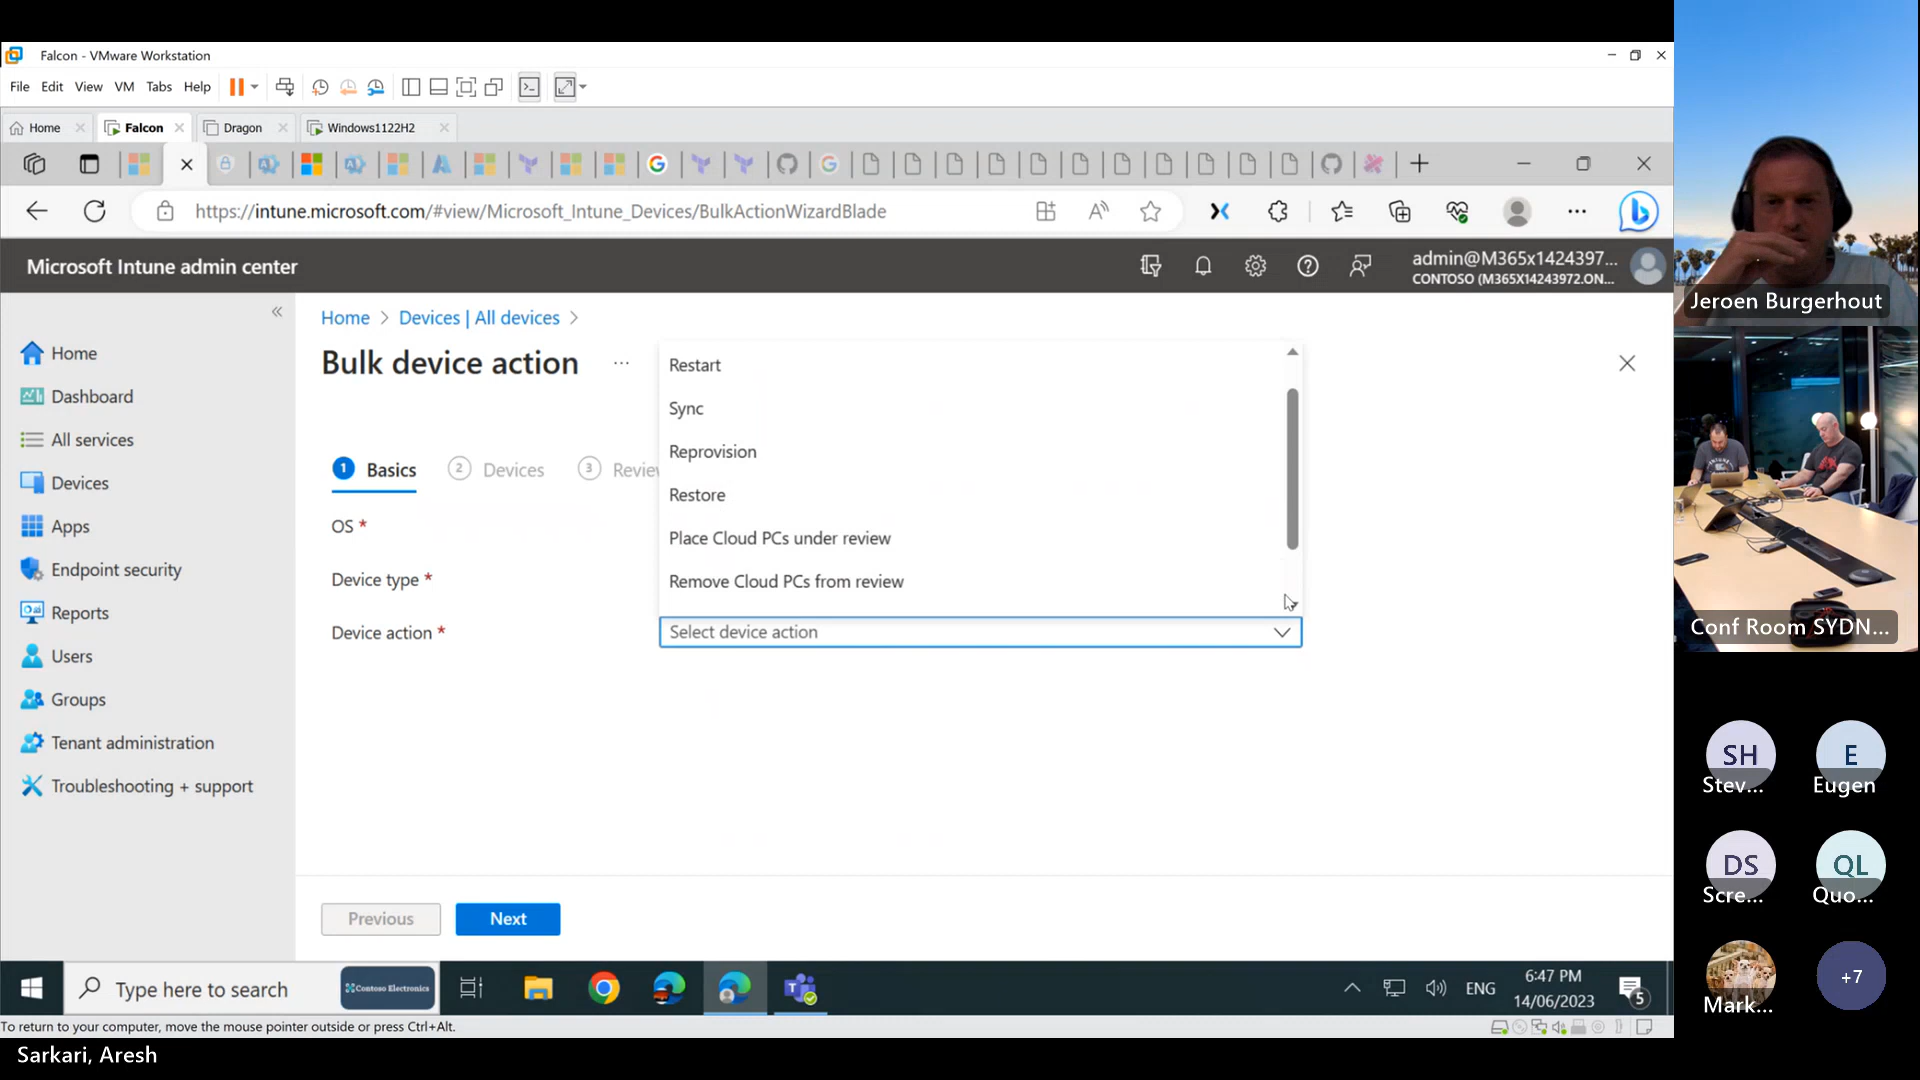 Falcon - VMware Workstation
File Edit View VM Tabs Help
Home Falcon Dragon Windows1122H2
https://intune.microsoft.com/#view/Microsoft_Intune_Devices/BulkActionWizardBlade
Microsoft Intune admin center
admin@M365x1424397...
CONTOSO (M365X14243972.ON...
Home > Devices | All devices >
Bulk device action ...
Home
Dashboard
All services
Devices
Apps
Endpoint security
Reports
Users
Groups
Tenant administration
Troubleshooting + support
1 Basics 2 Devices 3 Review
OS *
Device type *
Device action *
Restart
Sync
Reprovision
Restore
Place Cloud PCs under review
Remove Cloud PCs from review
Select device action
Previous Next
Type here to search
Contoso Electronics
ENG
6:47 PM
14/06/2023
5
To return to your computer, move the mouse pointer outside or press Ctrl+Alt.
Sarkari, Aresh
Jeroen Burgerhout
Conf Room SYDN...
SH
Stev...
E
Eugen
DS
Scre...
QL
Quo...
Mark...
+7